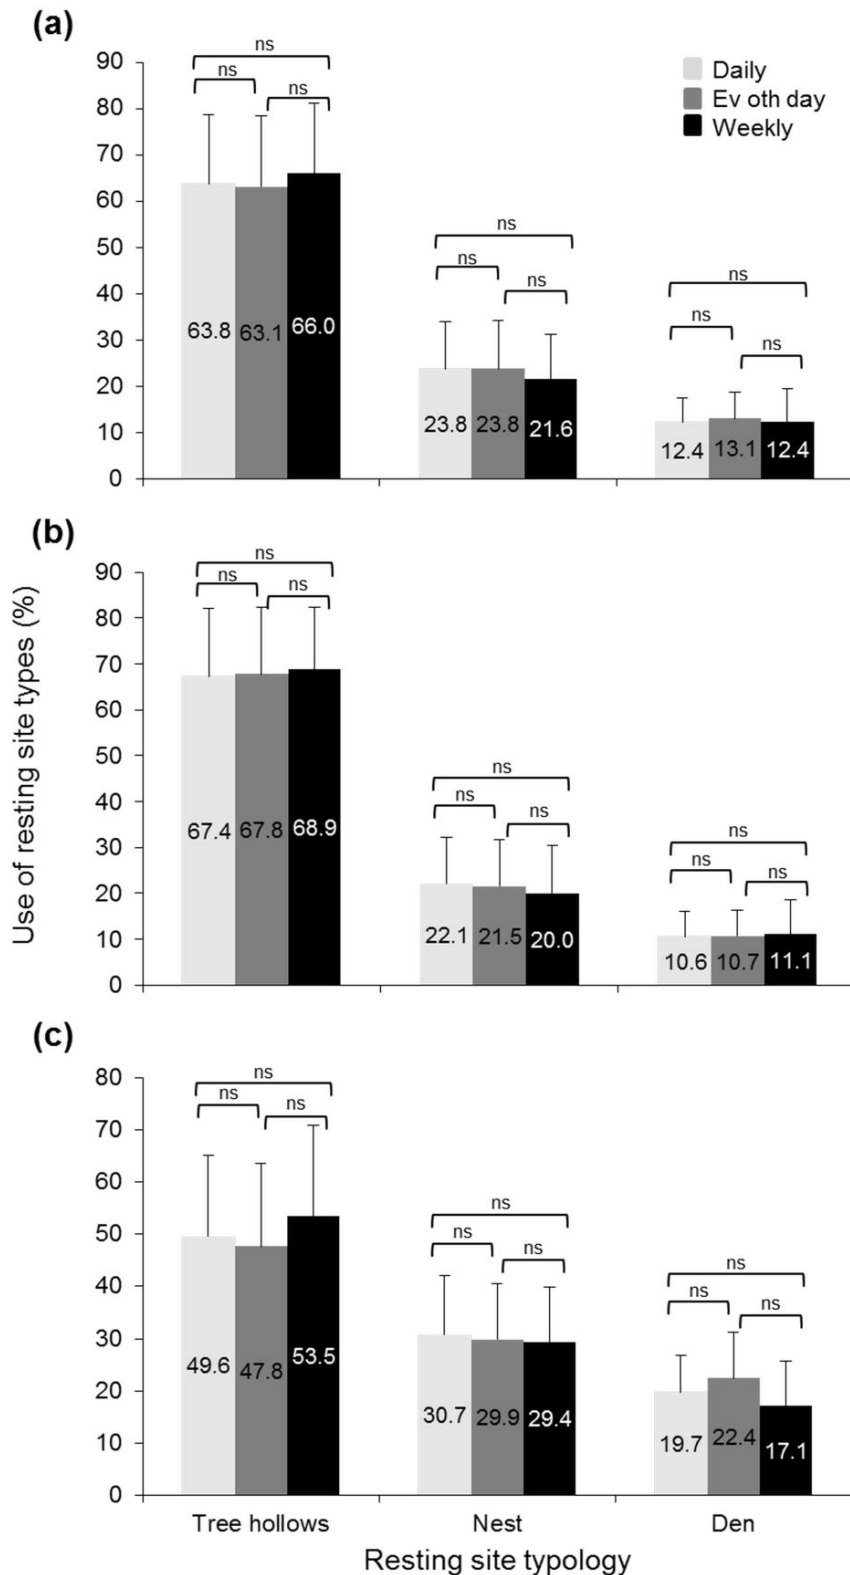 (a)
ns
90
ns
ns
80
70
60
50
40
30
20
10
0
Daily
Ev oth day
Weekly
63.8
63.1
66.0
ns
ns
ns
23.8
23.8
21.6
ns
ns
ns
12.4
13.1
12.4
(b)
Use of resting site types (%)
90
80
70
60
50
40
30
20
10
0
ns
ns
ns
67.4
67.8
68.9
ns
ns
ns
22.1
21.5
20.0
ns
ns
ns
10.6
10.7
11.1
(c)
80
70
60
50
40
30
20
10
0
ns
ns
ns
49.6
47.8
53.5
ns
ns
ns
30.7
29.9
29.4
ns
ns
ns
19.7
22.4
17.1
Tree hollows
Nest
Den
Resting site typology